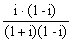 i · (1 - i)
(1 + i)(1 - i)